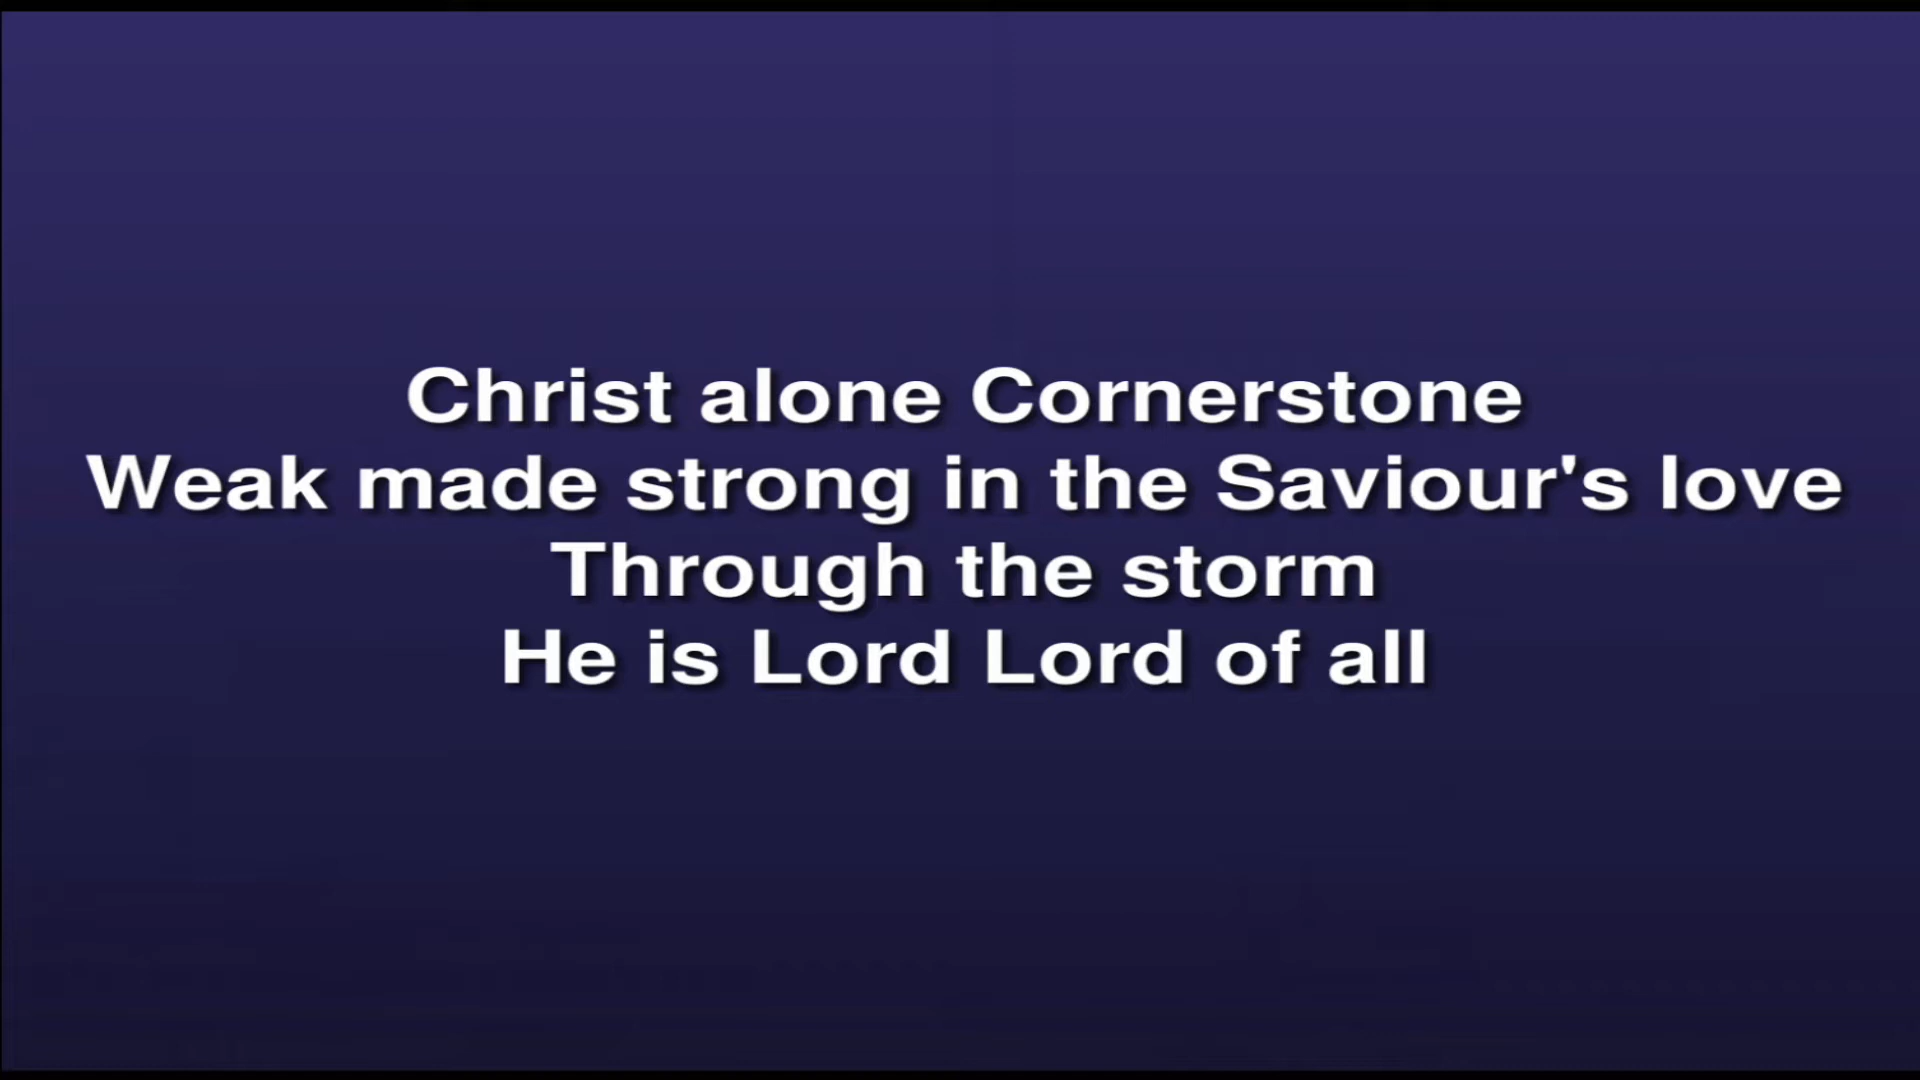 Christ alone Cornerstone
Weak made strong in the Saviour's love
Through the storm
He is Lord Lord of all